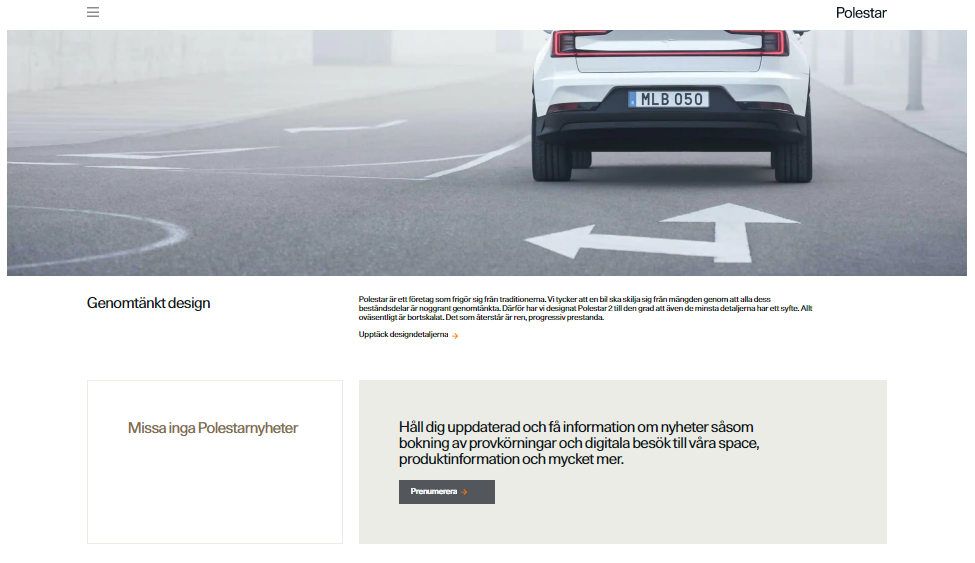 Polestar
MLB 050
Genomtänkt design
Polestar är ett företag som frigör sig från traditionerna. Vi tycker att en bil ska skilja sig från mängden genom att alla dess
beståndsdelar är noggrant genomtänkta. Därför har vi designat Polestar 2 till den grad att även de minsta detaljerna har ett syfte. Allt
oväsentligt är bortskalat. Det som återstår är ren, progressiv prestanda.
Upptäck designdetaljerna →
Missa inga Polestarnyheter
Håll dig uppdaterad och få information om nyheter såsom
bokning av provkörningar och digitala besök till våra space,
produktinformation och mycket mer.
Prenumerera →